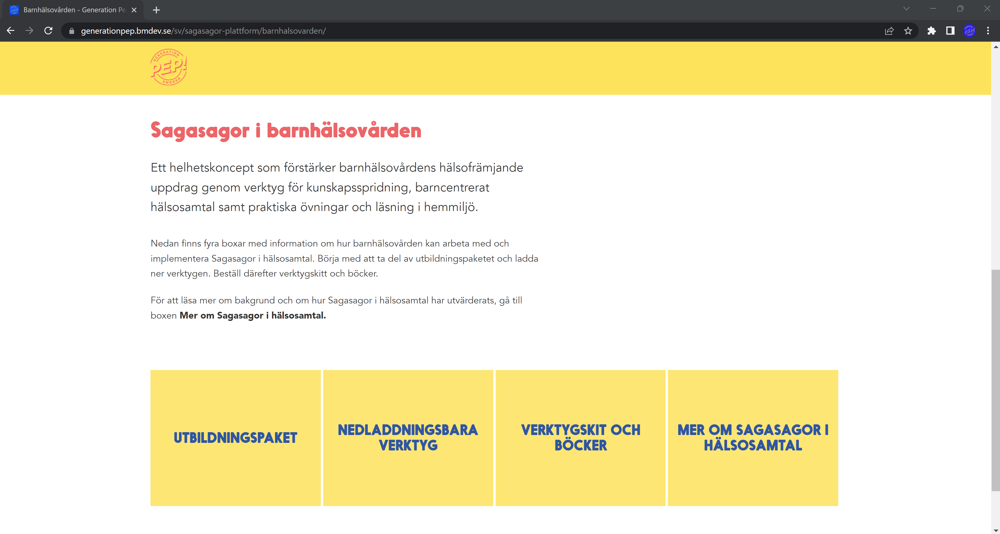 Barnhälsovården - Generation Pe
generationpep.bmdev.se/sv/sagasagor-plattform/barnhalsovarden/
GENERATION
PEP!
SWEDEN
Sagasagor i barnhälsovården
Ett helhetskoncept som förstärker barnhälsovårdens hälsofrämjande
uppdrag genom verktyg för kunskapsspridning, barncentrerat
hälsosamtal samt praktiska övningar och läsning i hemmiljö.
Nedan finns fyra boxar med information om hur barnhälsovården kan arbeta med och
implementera Sagasagor i hälsosamtal. Börja med att ta del av utbildningspaketet och ladda
ner verktygen. Beställ därefter verktygskitt och böcker.
För att läsa mer om bakgrund och om hur Sagasagor i hälsosamtal har utvärderats, gå till
boxen Mer om Sagasagor i hälsosamtal.
UTBILDNINGSPAKET
NEDLADDNINGSBARA
VERKTYG
VERKTYGSKIT OCH
BÖCKER
MER OM SAGASAGOR I
HÄLSOSAMTAL